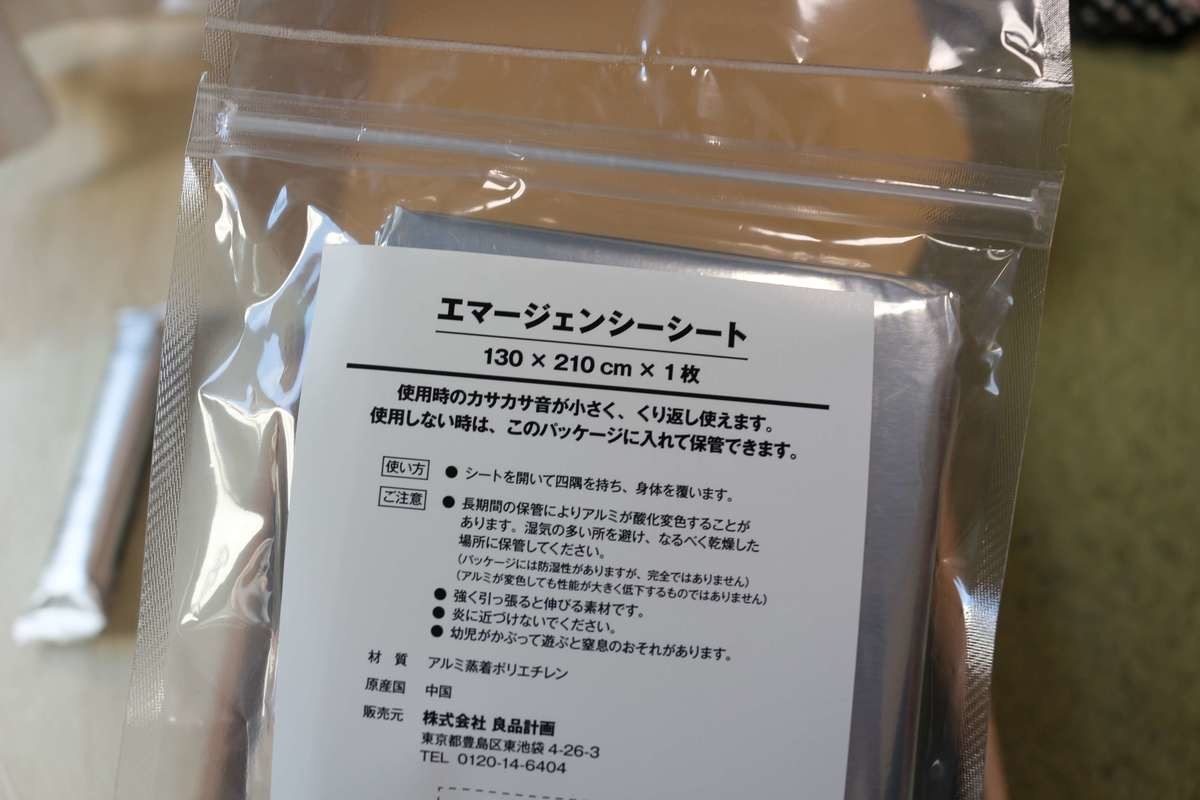 エマージェンシーシート
130 × 210 cm × 1 枚
使用時のカサカサ音が小さく、くり返し使えます。
使用しない時は、このパッケージに入れて保管できます。
使い方 ● シートを開いて四隅を持ち、身体を覆います。
ご注意 ● 長期間の保管によりアルミが酸化変色することが
あります。湿気の多い所を避け、なるべく乾燥した
場所に保管してください。
(パッケージには防湿性がありますが、完全ではありません)
(アルミが変色しても性能が大きく低下するものではありません)
● 強く引っ張ると伸びる素材です。
● 炎に近づけないでください。
● 幼児がかぶって遊ぶと窒息のおそれがあります。
材 質 アルミ蒸着ポリエチレン
原産国 中国
販売元 株式会社 良品計画
東京都豊島区東池袋 4-26-3
TEL 0120-14-6404